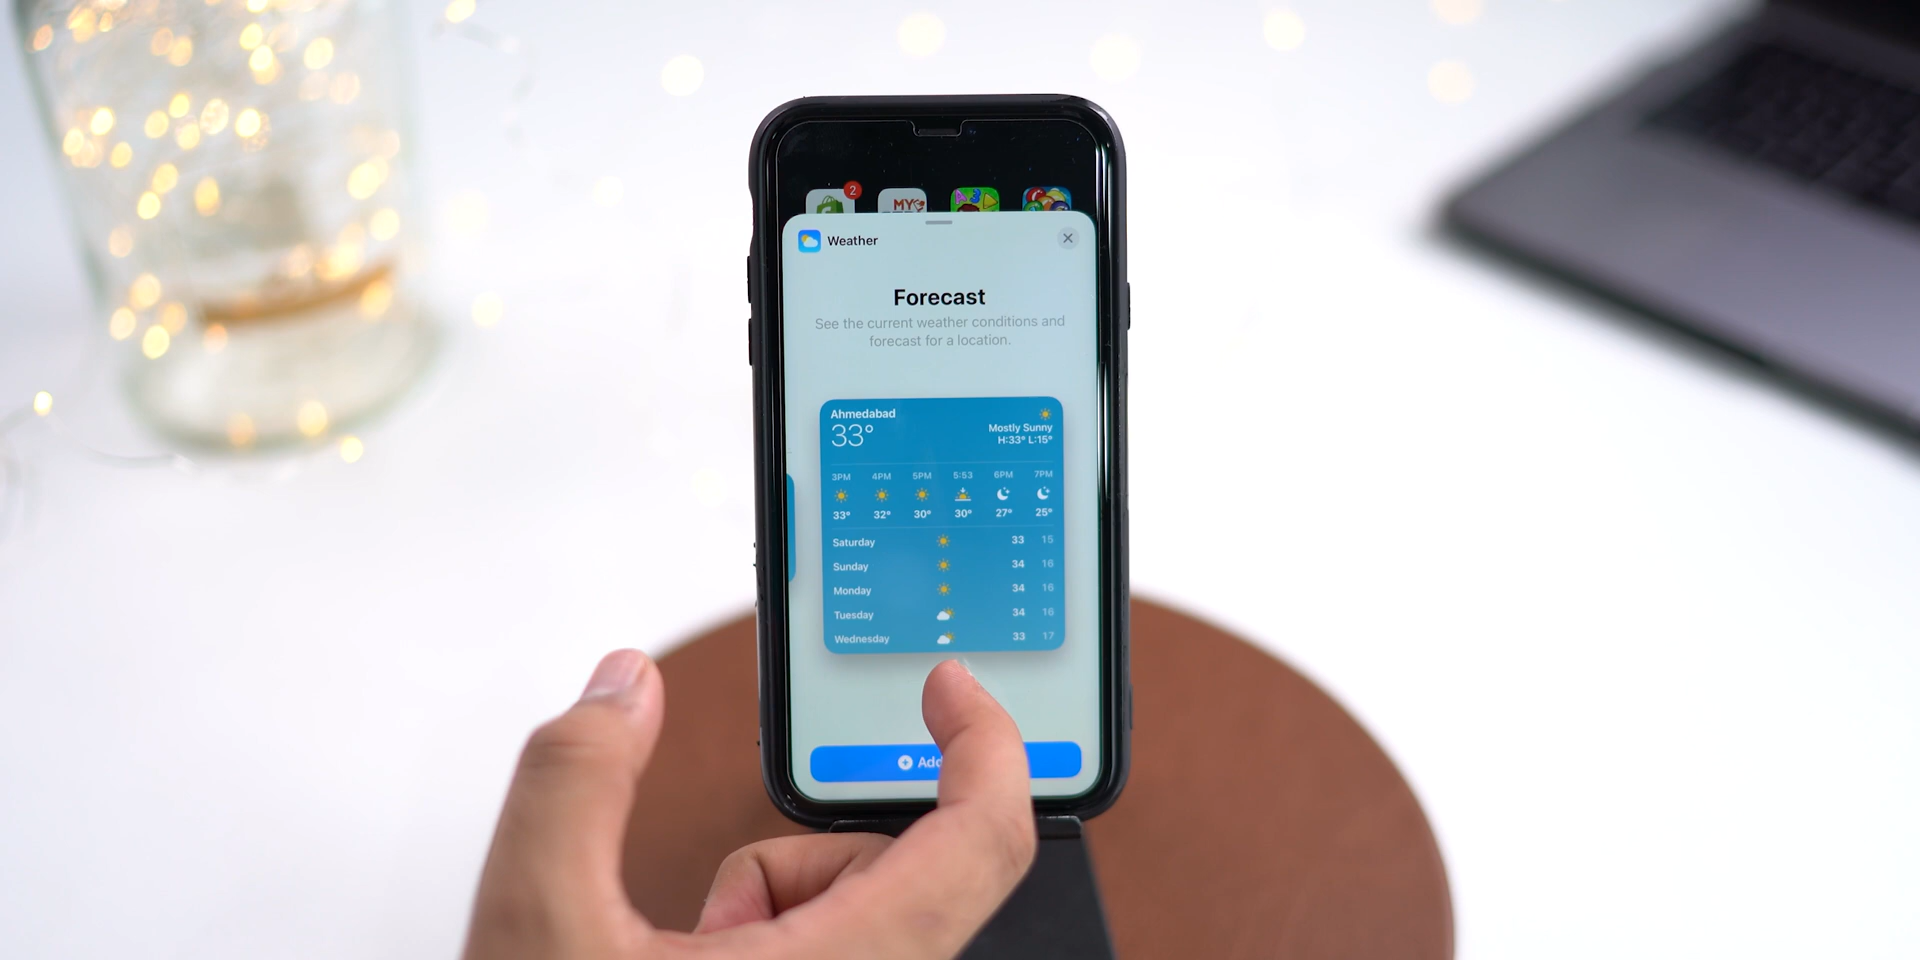 2
MY
Weather
Forecast
See the current weather conditions and
forecast for a location.
Ahmedabad
33°
Mostly Sunny
H:33° L:15°
3PM 4PM 5PM 5:53 6PM 7PM
33° 32° 30° 30° 27° 25°
Saturday 33 15
Sunday 34 16
Monday 34 16
Tuesday 34 16
Wednesday 33 17
Add